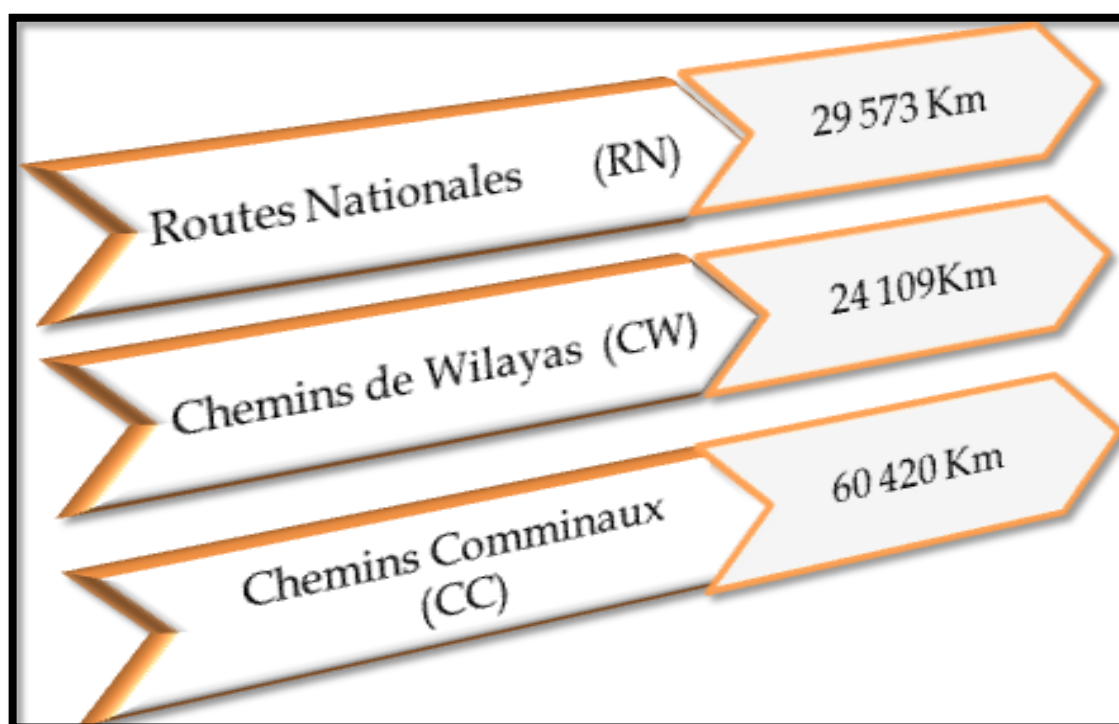 Routes Nationales (RN)
29 573 Km
Chemins de Wilayas (CW)
24 109Km
Chemins Comminaux
(CC)
60 420 Km